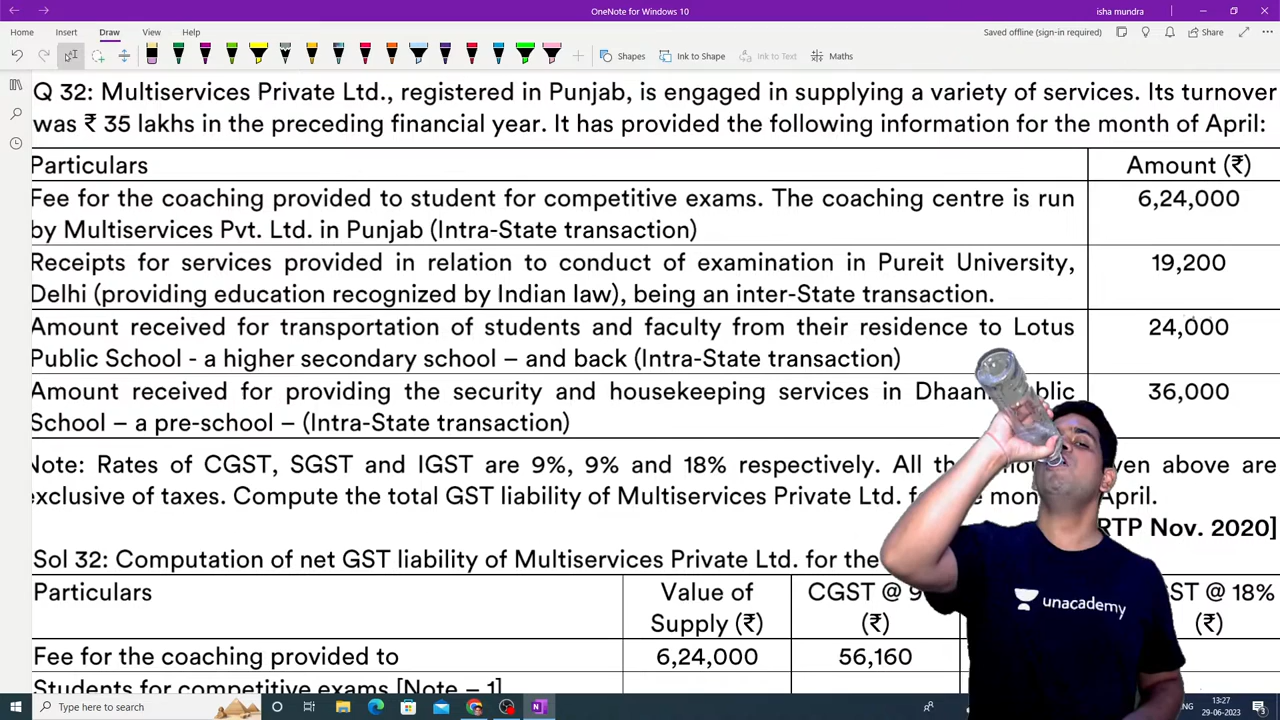 OneNote for Windows 10
isha mundra
Home Insert Draw View Help
Saved offline (sign-in required)
Share
Shapes
Ink to Shape
Ink to Text
Maths
Q 32: Multiservices Private Ltd., registered in Punjab, is engaged in supplying a variety of services. Its turnover
was ₹ 35 lakhs in the preceding financial year. It has provided the following information for the month of April:
Particulars Amount (₹)
Fee for the coaching provided to student for competitive exams. The coaching centre is run 6,24,000
by Multiservices Pvt. Ltd. in Punjab (Intra-State transaction)
Receipts for services provided in relation to conduct of examination in Pureit University, 19,200
Delhi (providing education recognized by Indian law), being an inter-State transaction.
Amount received for transportation of students and faculty from their residence to Lotus 24,000
Public School - a higher secondary school – and back (Intra-State transaction)
Amount received for providing the security and housekeeping services in 36,000
School – a pre-school – (Intra-State transaction)
Note: Rates of CGST, SGST and IGST are 9%, 9% and 18% respectively. All above are
exclusive of taxes. Compute the total GST liability of Multiservices Private Ltd. April.
RTP Nov. 2020]
Sol 32: Computation of net GST liability of Multiservices Private Ltd. for the
Particulars Value of CGST @ @ 18%
Supply (₹) (₹) (₹)
Fee for the coaching provided to 6,24,000 56,160
Students for competitive exams [Note – 1]
unacademy
Type here to search
13:27
29-06-2023